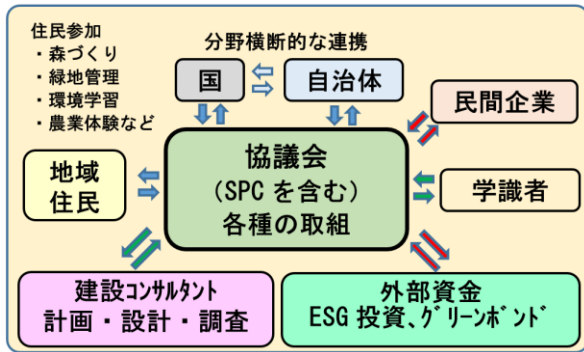 住民参加
・森づくり
・緑地管理
・環境学習
・農業体験など
分野横断的な連携
国
自治体
民間企業
協議会
(SPC を含む)
各種の取組
地域
住民
学識者
建設ｺﾝｻﾙﾀﾝﾄ
計画・設計・調査
外部資金
ESG 投資、ｸﾞﾘｰﾝﾎﾞﾝﾄﾞ